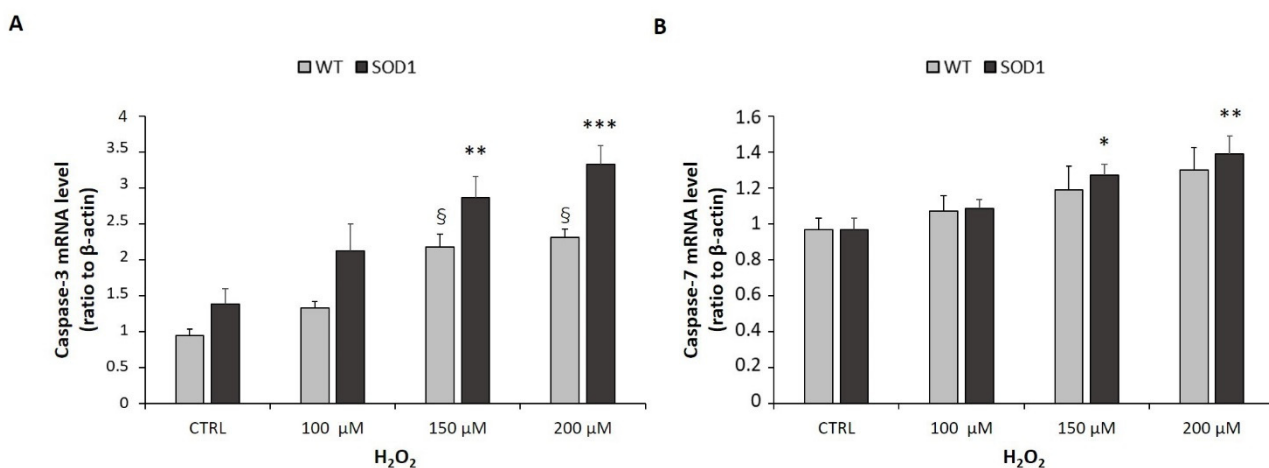 A
WT SOD1
Caspase-3 mRNA level
(ratio to β-actin)
4
3.5
3
2.5
2
1.5
1
0.5
0
§
**
§
***
CTRL 100 µM 150 µM 200 µM
H₂O₂
B
WT SOD1
Caspase-7 mRNA level
(ratio to β-actin)
1.6
1.4
1.2
1
0.8
0.6
0.4
0.2
0
*
**
CTRL 100 µM 150 µM 200 µM
H₂O₂